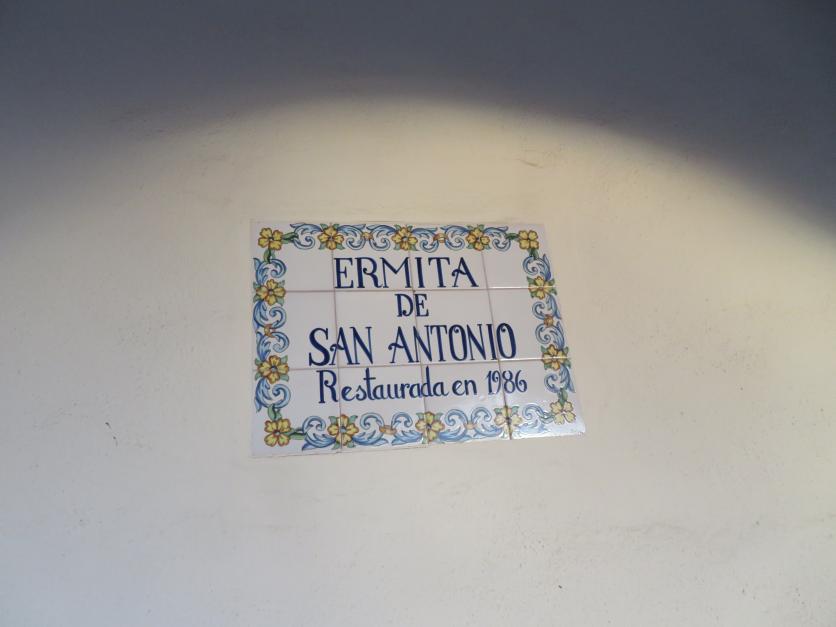 ERMITA
DE
SAN ANTONIO
Restaurada en 1986